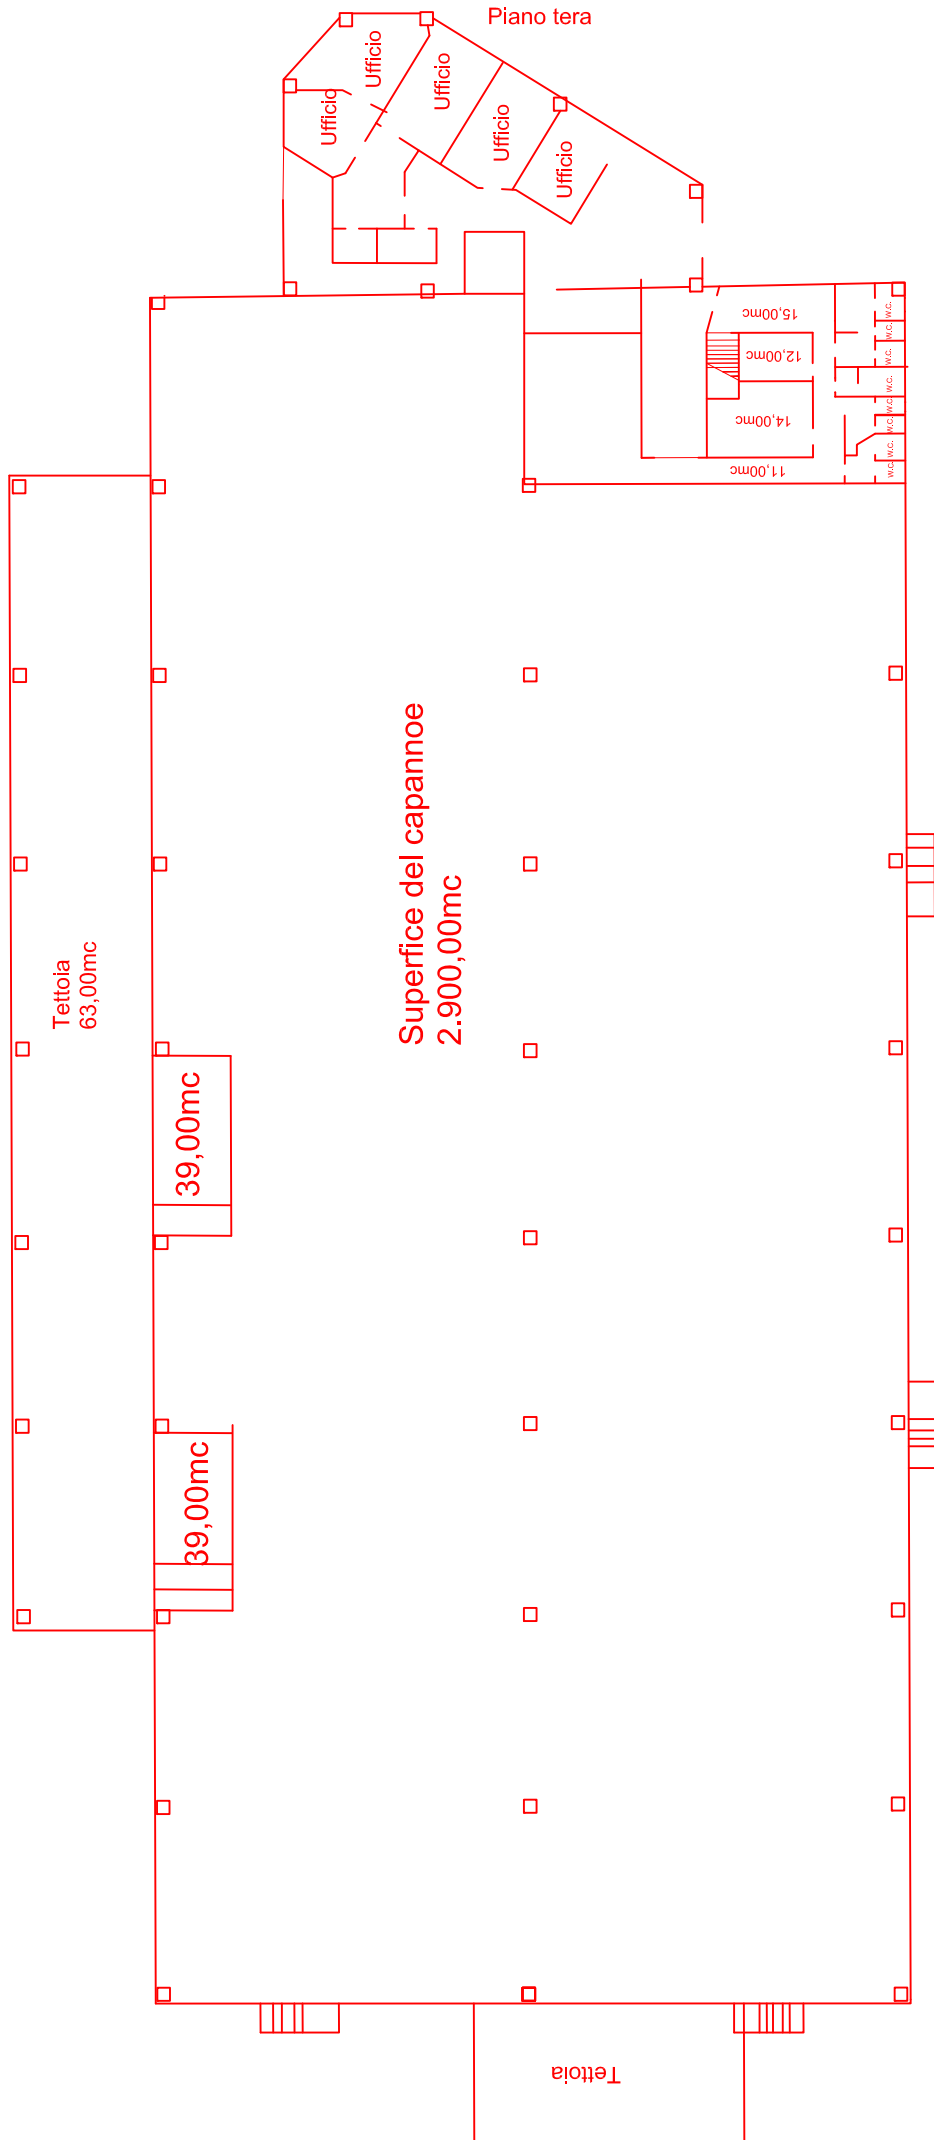 Piano tera
Ufficio
Ufficio
Ufficio
Ufficio
Ufficio
15,00mc
12,00mc
14,00mc
11,00mc
w.c.
w.c.
w.c.
w.c.
w.c.
w.c.
w.c.
w.c.
Superfice del capannoe
2.900,00mc
Tettoia
63,00mc
39,00mc
39,00mc
Tettoia